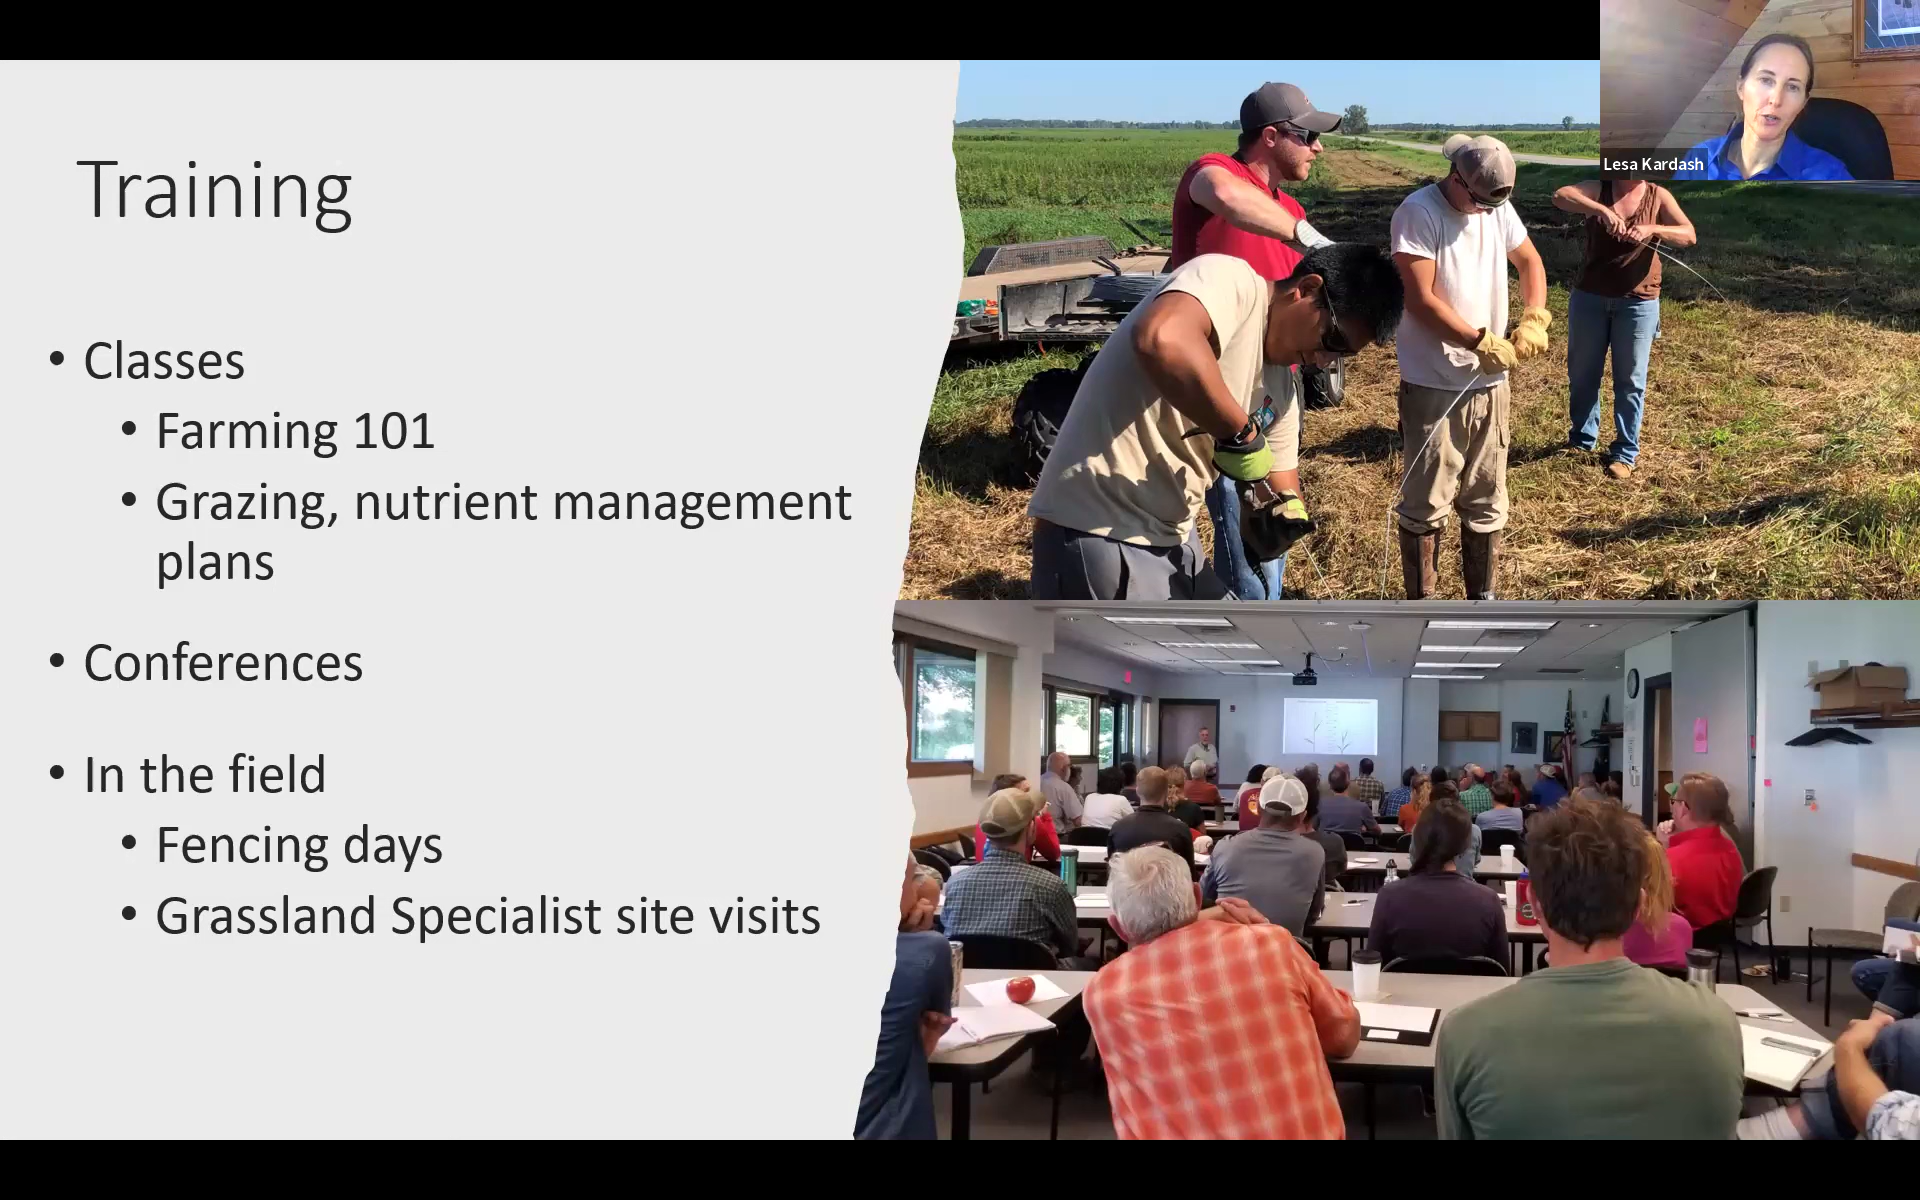 Lesa Kardash
Training
• Classes
• Farming 101
• Grazing, nutrient management
plans
• Conferences
• In the field
• Fencing days
• Grassland Specialist site visits